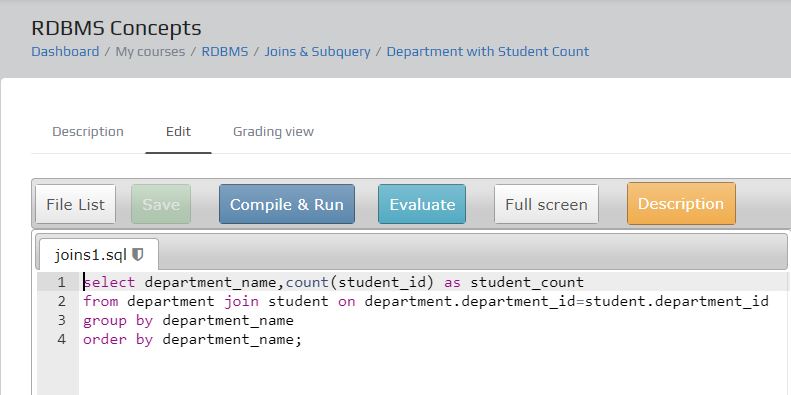 RDBMS Concepts
Dashboard / My courses / RDBMS / Joins & Subquery / Department with Student Count
Description Edit Grading view
File List Save Compile & Run Evaluate Full screen Description
joins1.sql
1 select department_name,count(student_id) as student_count
2 from department join student on department.department_id=student.department_id
3 group by department_name
4 order by department_name;